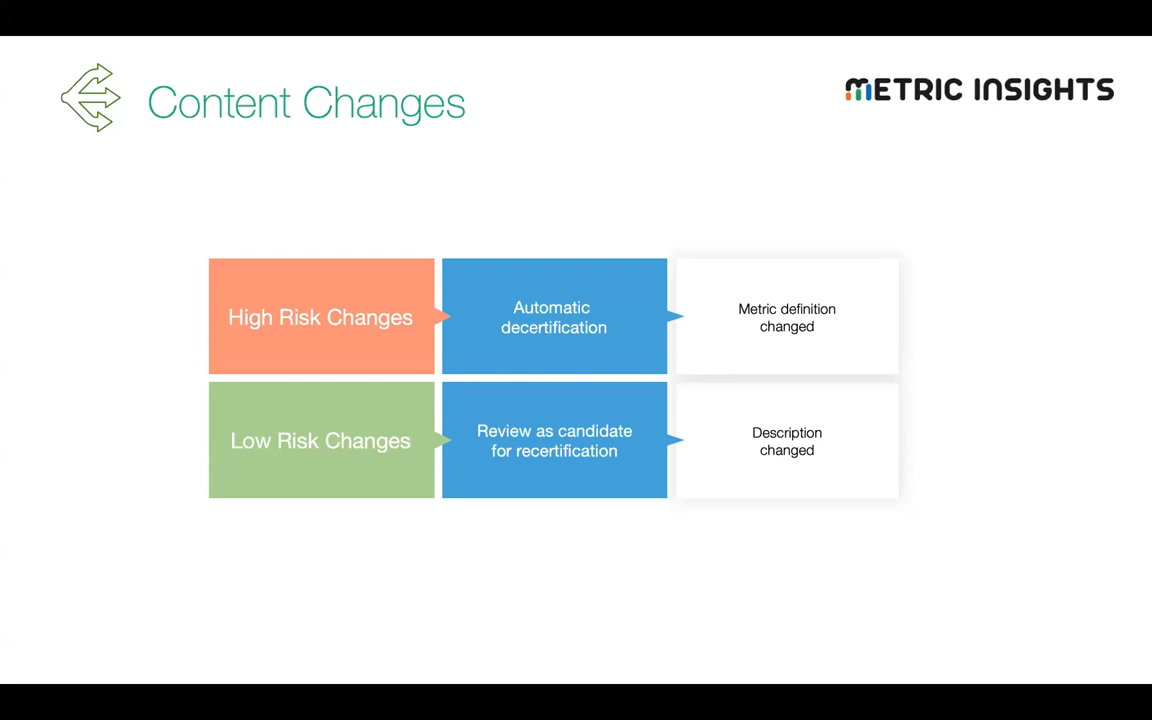 Content Changes
METRIC INSIGHTS
High Risk Changes
Automatic
decertification
Metric definition
changed
Low Risk Changes
Review as candidate
for recertification
Description
changed